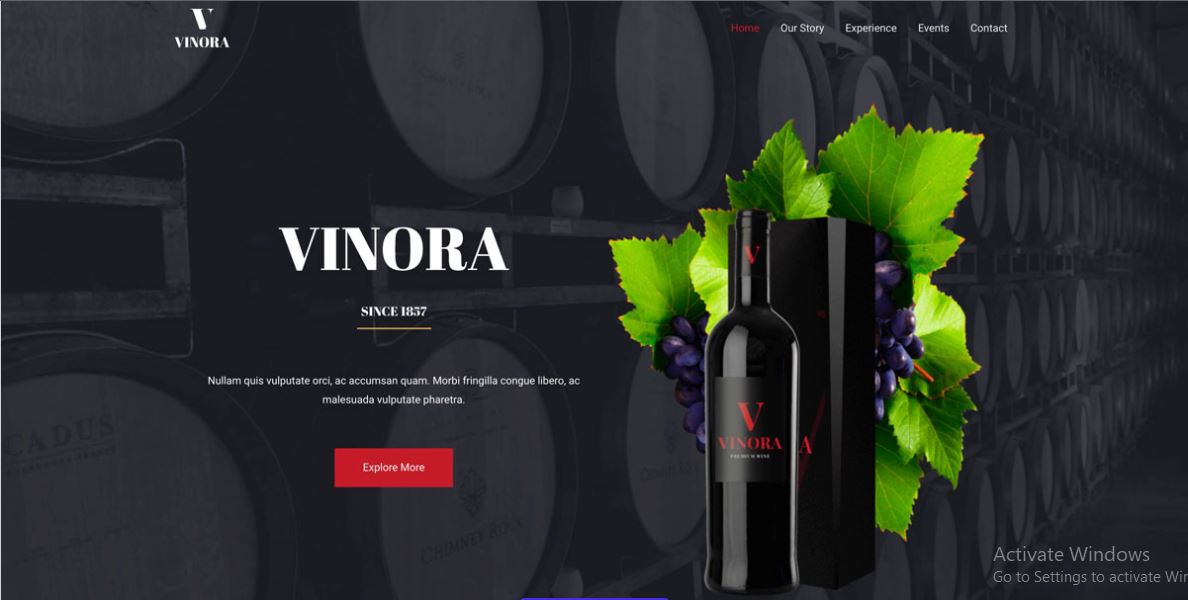 V
VINORA
Home Our Story Experience Events Contact
VINORA
SINCE 1857
Nullam quis vulputate orci, ac accumsan quam. Morbi fringilla congue libero, ac
malesuada vulputate pharetra.
Explore More
V
V
VINORA
PREMIUM WINE
A
CADUS
CHIMNEY ROCK
Activate Windows
Go to Settings to activate Win